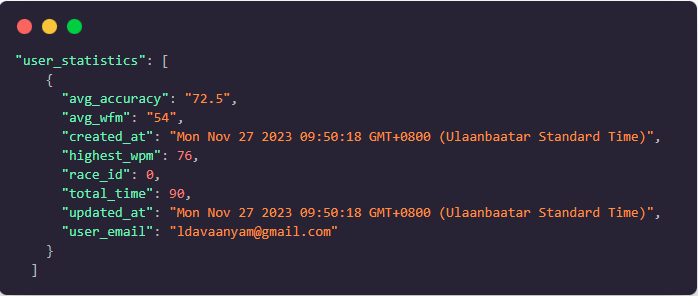 "user_statistics": [
{
"avg_accuracy": "72.5",
"avg_wfm": "54",
"created_at": "Mon Nov 27 2023 09:50:18 GMT+0800 (Ulaanbaatar Standard Time)",
"highest_wpm": 76,
"race_id": 0,
"total_time": 90,
"updated_at": "Mon Nov 27 2023 09:50:18 GMT+0800 (Ulaanbaatar Standard Time)",
"user_email": "ldavaanyam@gmail.com"
}
]